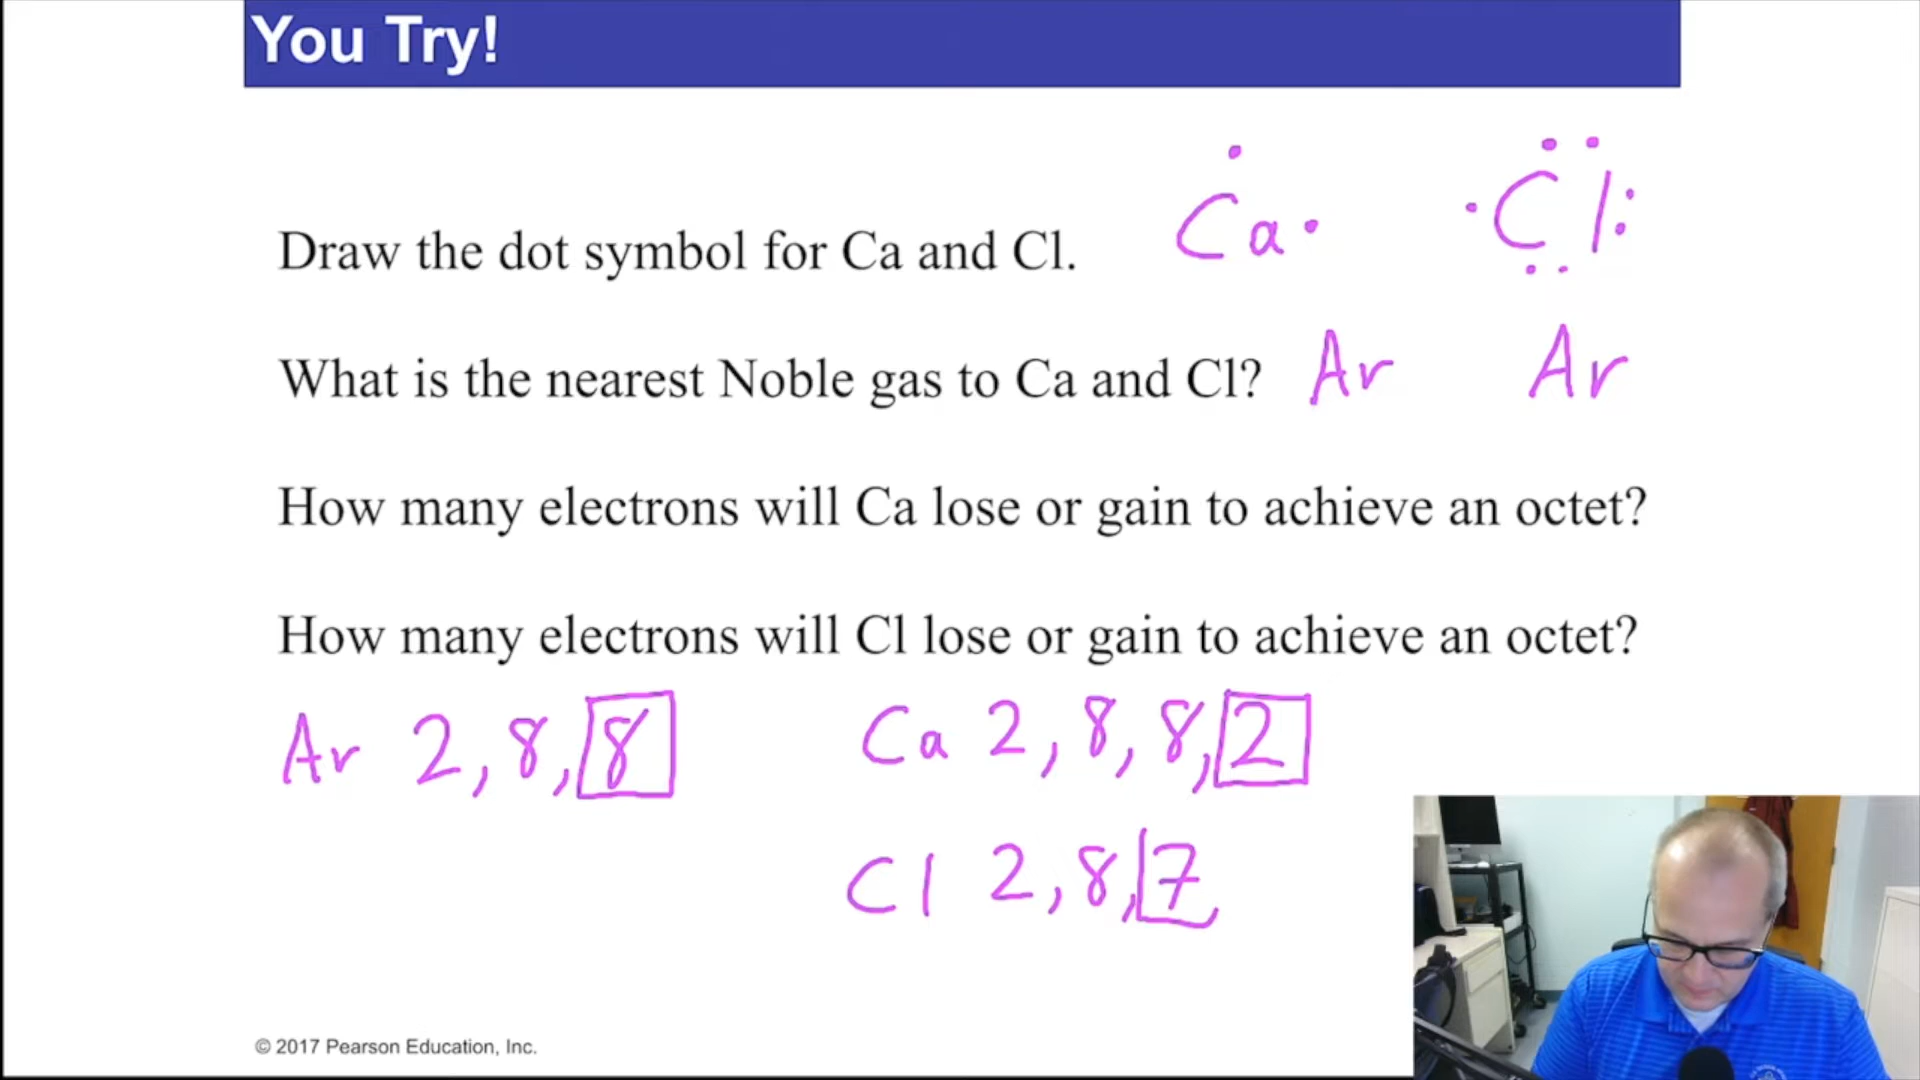 You Try!
Draw the dot symbol for Ca and Cl. Ca Cl
What is the nearest Noble gas to Ca and Cl? Ar Ar
How many electrons will Ca lose or gain to achieve an octet?
How many electrons will Cl lose or gain to achieve an octet?
Ar 2, 8, 8 Ca 2, 8, 8, 2
Cl 2, 8, 7
© 2017 Pearson Education, Inc.